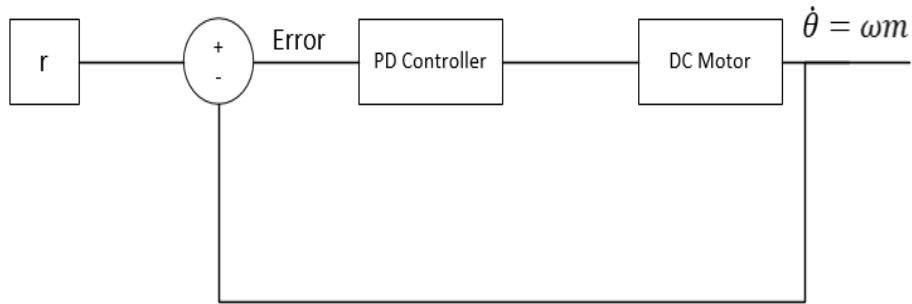 r
+
-
Error
PD Controller
DC Motor
θ̇ = ωm